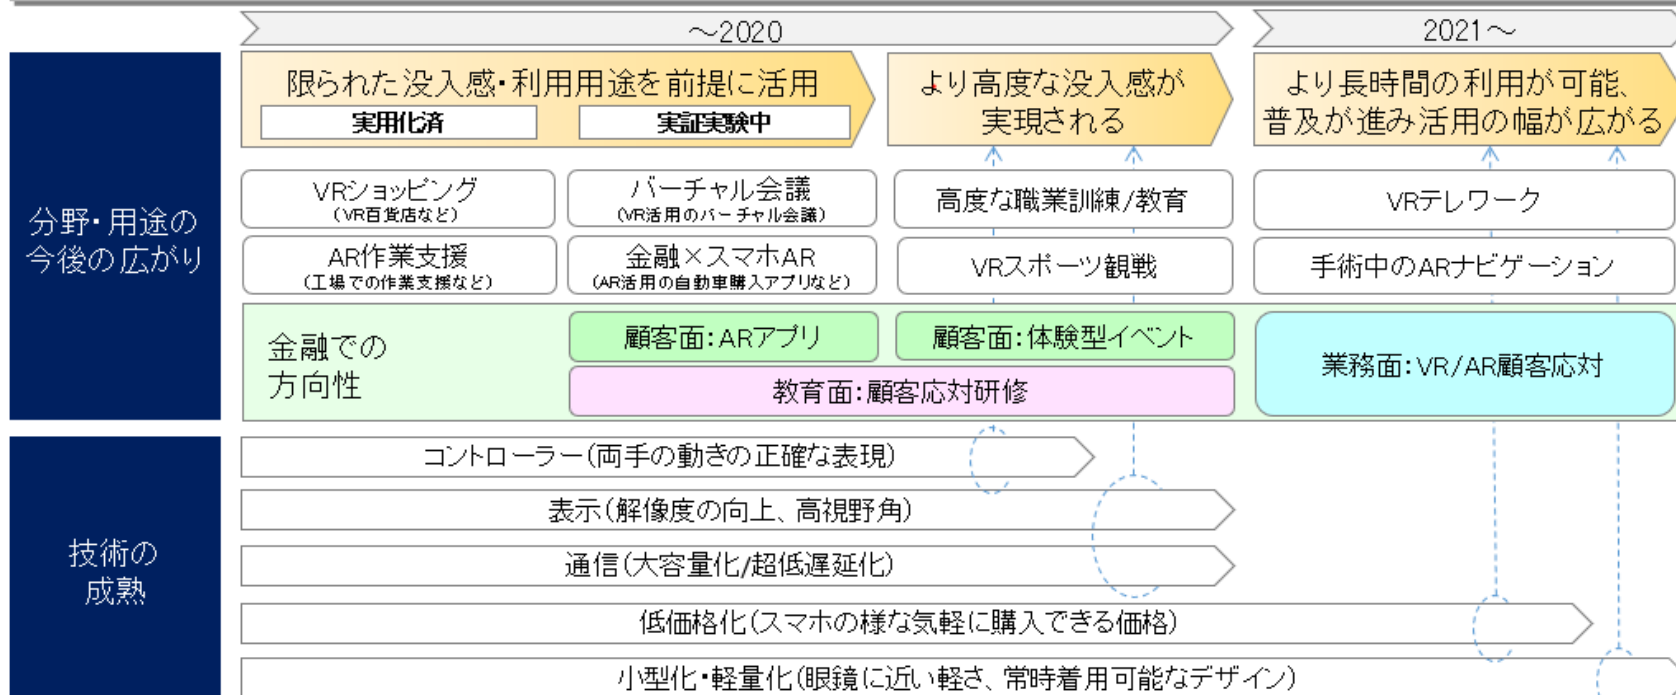 ～2020
2021～
分野・用途の
今後の広がり
限られた没入感・利用用途を前提に活用
実用化済
実証実験中
より高度な没入感が
実現される
より長時間の利用が可能、
普及が進み活用の幅が広がる
VRショッピング
（VR百貨店など）
バーチャル会議
（VR活用のバーチャル会議）
高度な職業訓練/教育
VRテレワーク
AR作業支援
（工場での作業支援など）
金融×スマホAR
（AR活用の自動車購入アプリなど）
VRスポーツ観戦
手術中のARナビゲーション
金融での
方向性
顧客面：ARアプリ
顧客面：体験型イベント
教育面：顧客応対研修
業務面：VR/AR顧客応対
技術の
成熟
コントローラー（両手の動きの正確な表現）
表示（解像度の向上、高視野角）
通信（大容量化/超低遅延化）
低価格化（スマホの様な気軽に購入できる価格）
小型化・軽量化（眼鏡に近い軽さ、常時着用可能なデザイン）